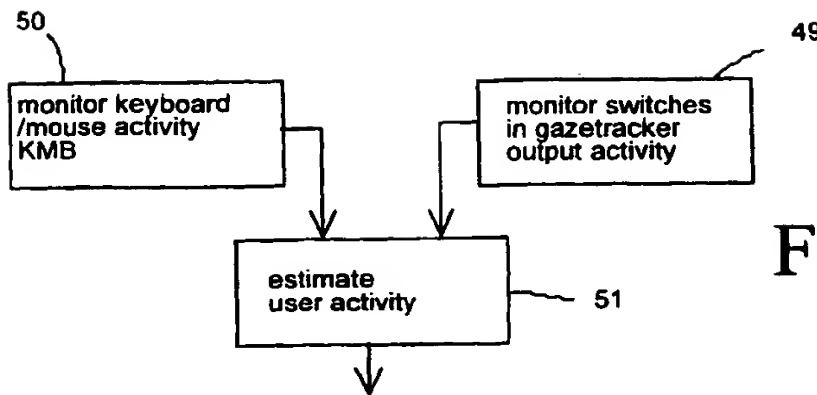 50
49
monitor keyboard
/mouse activity
KMB
monitor switches
in gazetracker
output activity
F
estimate
user activity
51